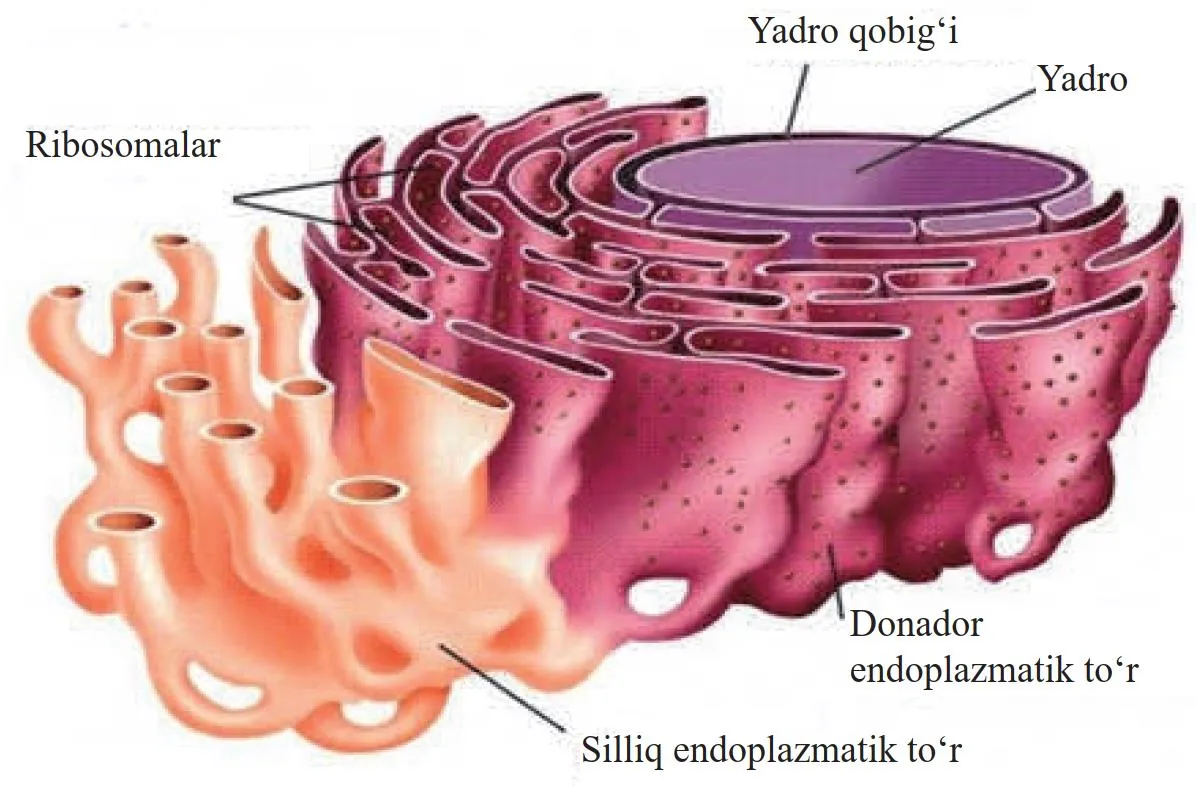 Yadro qobig‘i
Yadro
Ribosomalar
Donador
endoplazmatik to‘r
Silliq endoplazmatik to‘r